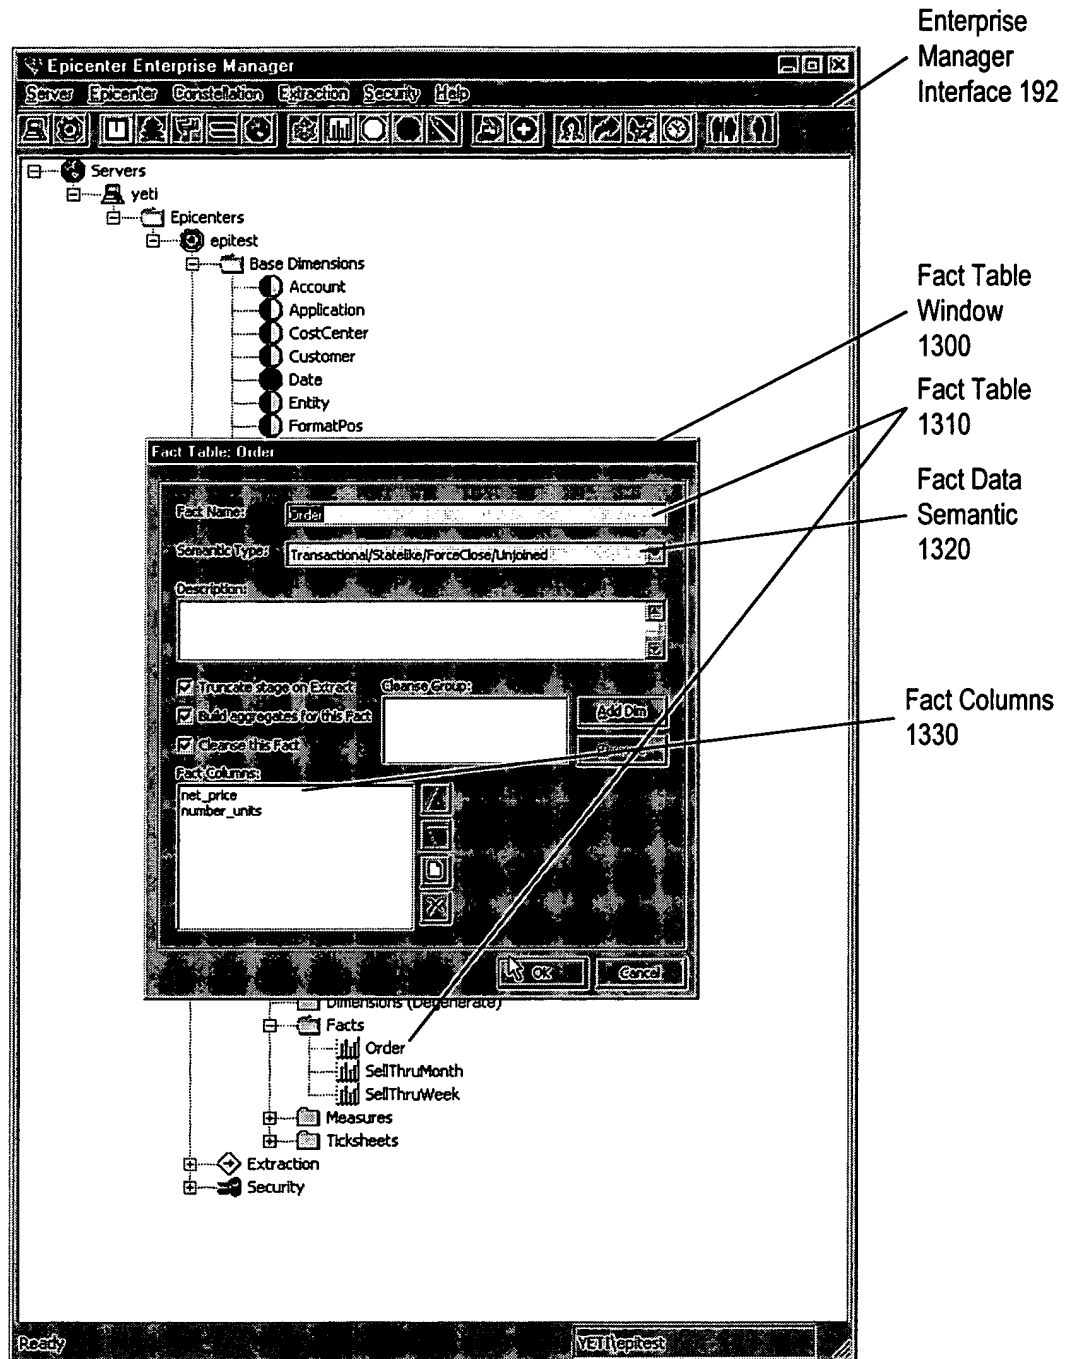 Enterprise
Manager
Interface 192
Epicenter Enterprise Manager
Server Epicenter Constellation Extraction Security Help
Servers
yeti
Epicenters
epitest
Base Dimensions
Account
Application
CostCenter
Customer
Date
Entity
FormatPos
Fact Table
Window
1300
Fact Table
1310
Fact Data
Semantic
1320
Fact Columns
1330
Fact Table: Order
Fact Name: Order
Semantic Type: Transactional/Statelike/ForceClose/Unjoined
Description:
Truncate stage on Extract
Cleanse Group:
Build aggregates for this Fact
Add Dim
Cleanse this Fact
Fact Columns:
net_price
number_units
OK Cancel
Dimensions (Degenerate)
Facts
Order
SellThruMonth
SellThruWeek
Measures
Ticksheets
Extraction
Security
Ready YETI\epitest